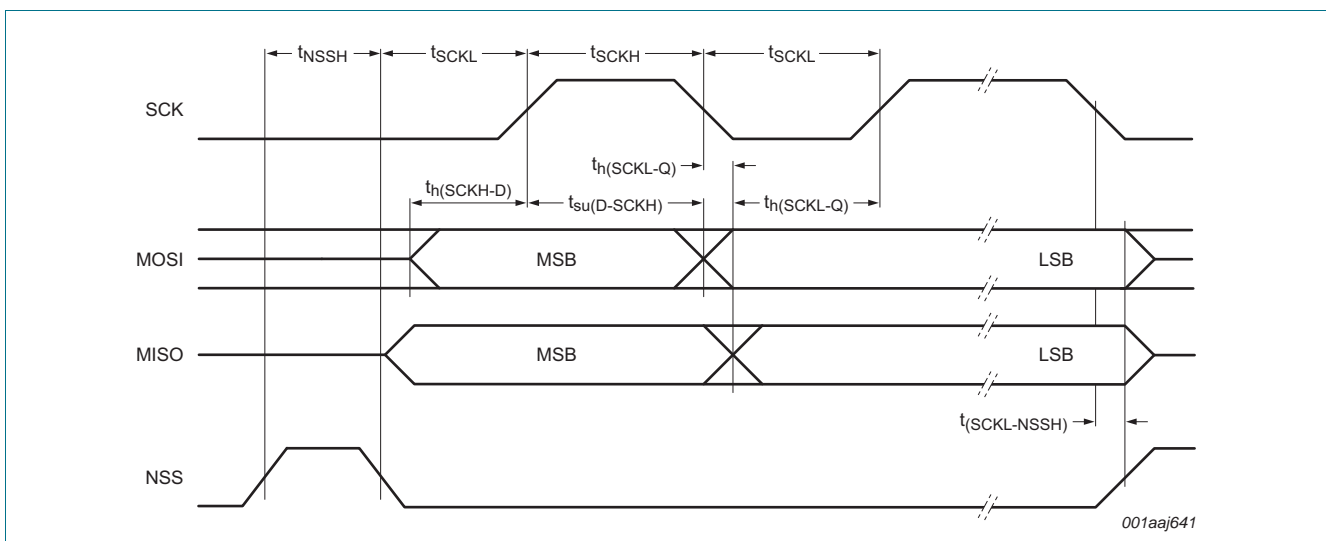 tNSSH tSCKL tSCKH tSCKL
SCK
th(SCKL-Q)
th(SCKH-D) tsu(D-SCKH) th(SCKL-Q)
MOSI MSB LSB
MISO MSB LSB
t(SCKL-NSSH)
NSS
001aaj641